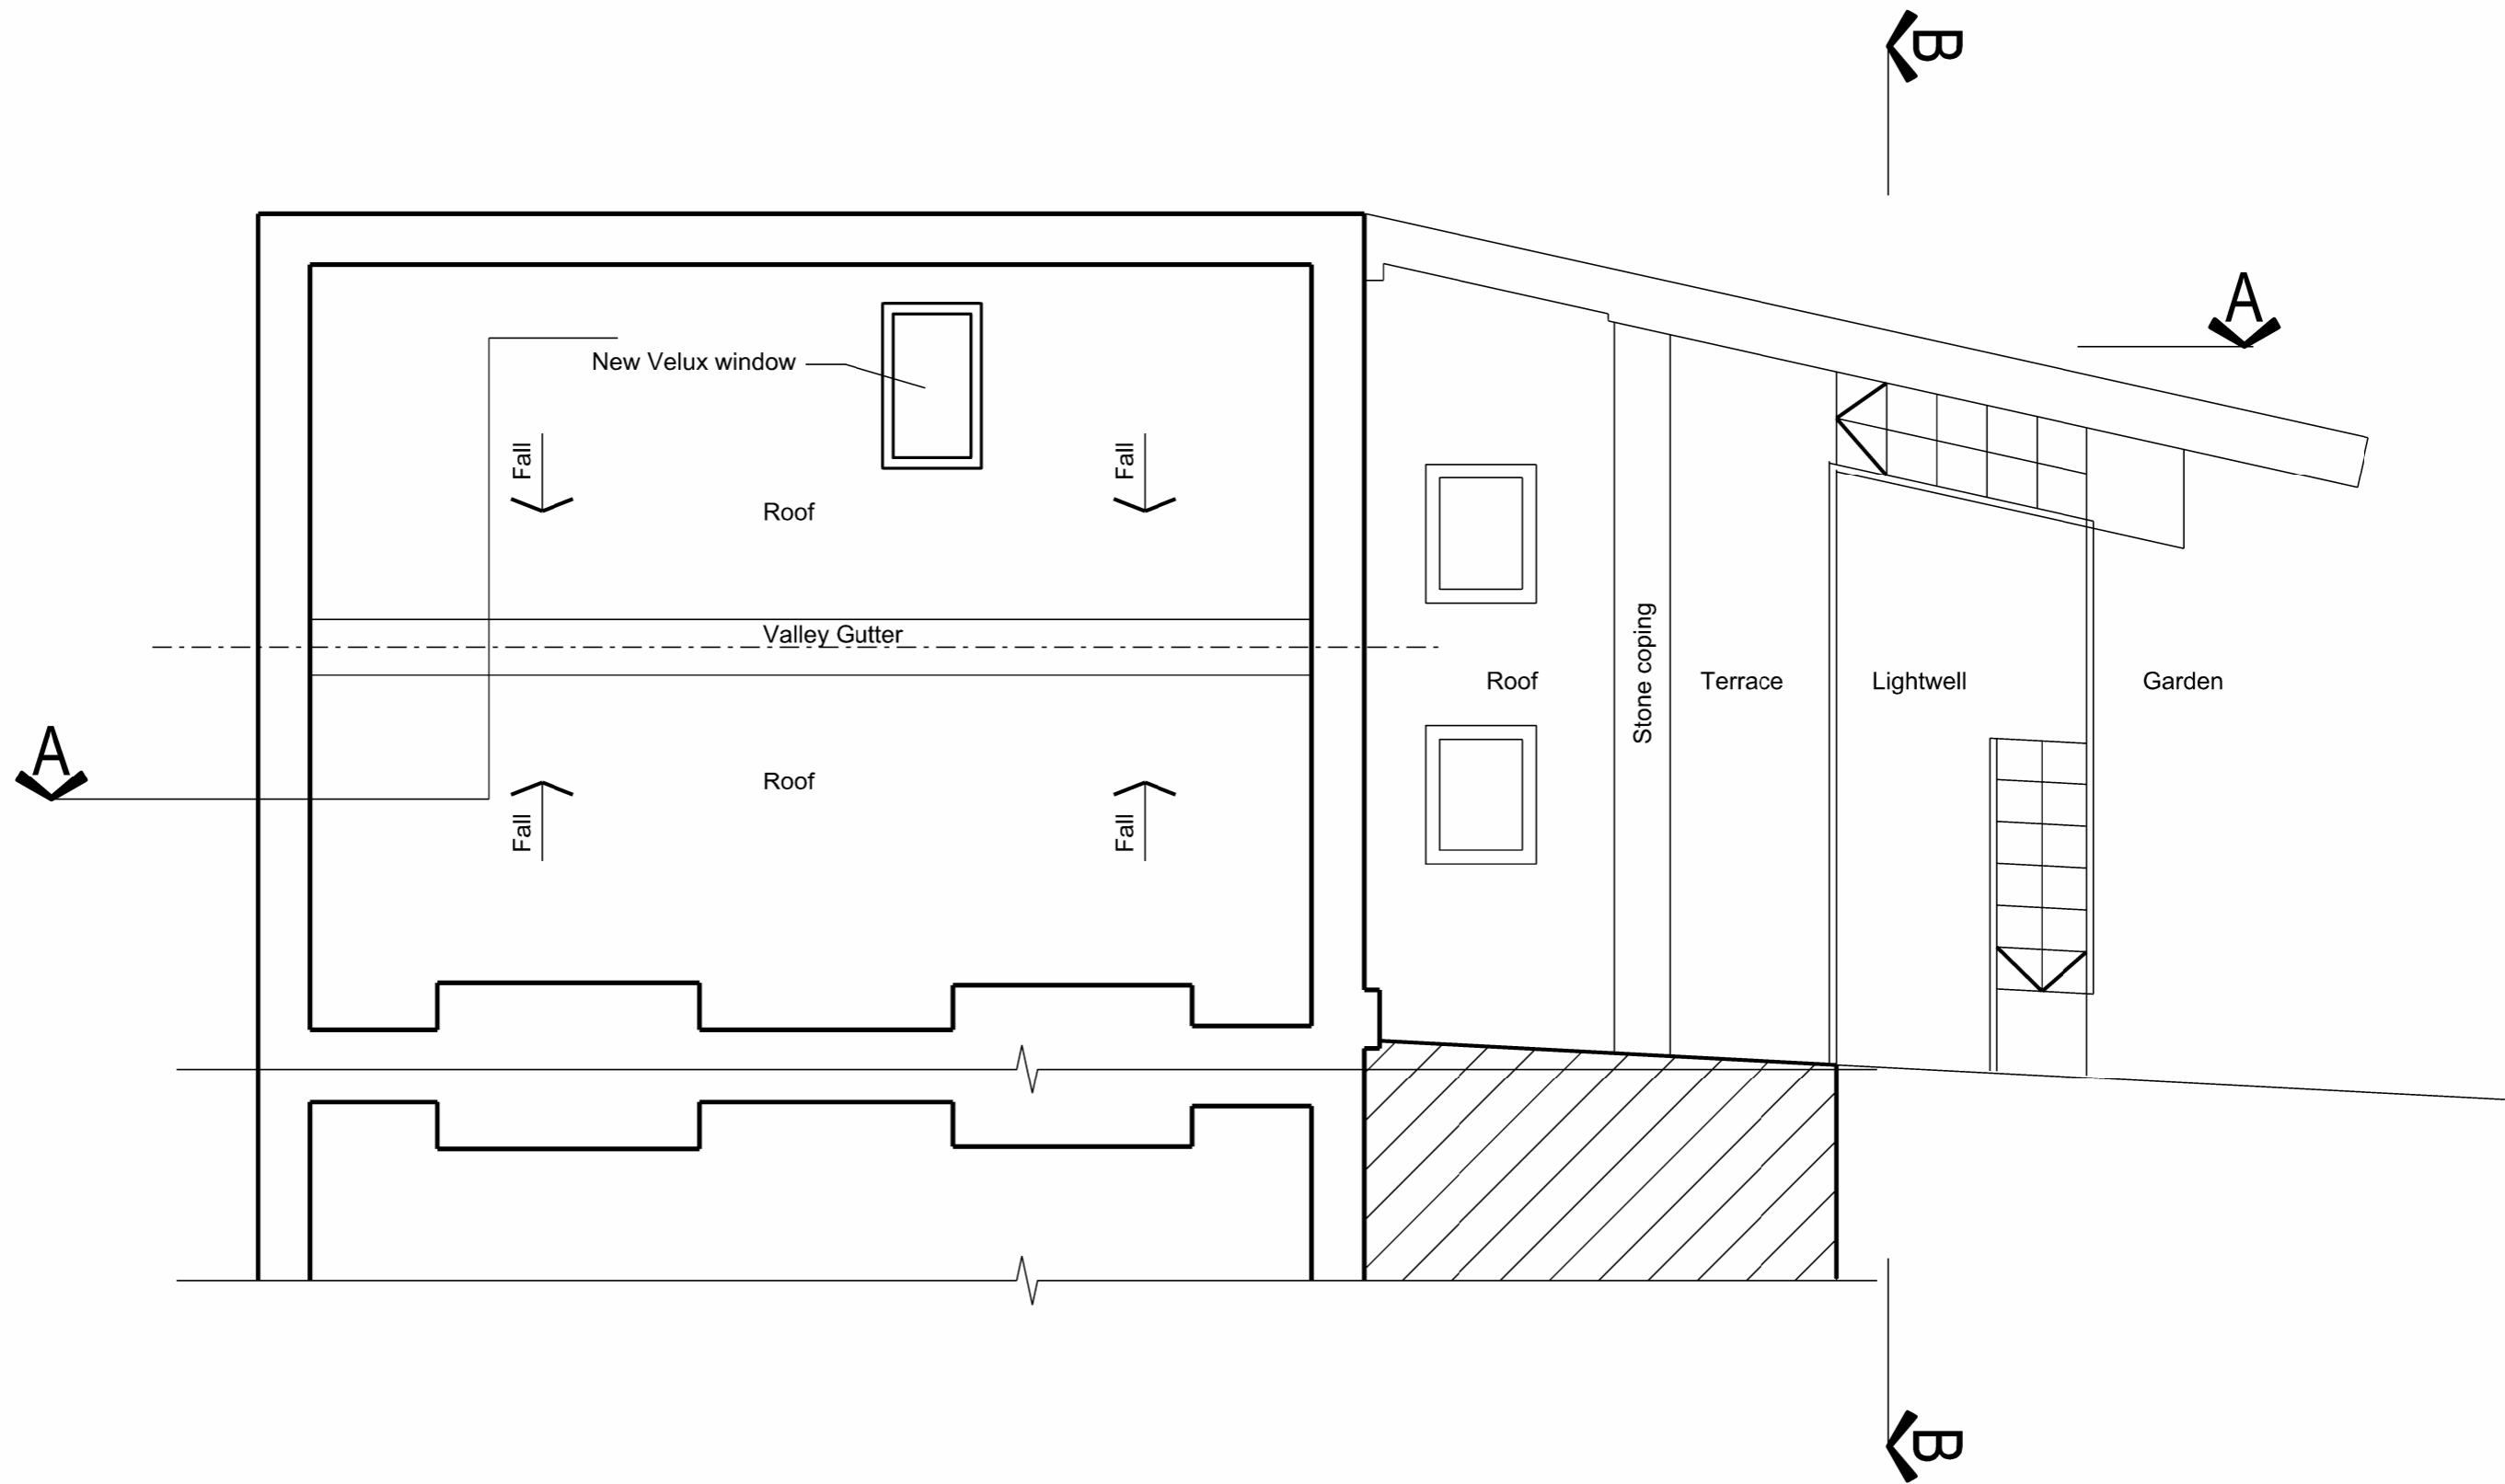 B
A
New Velux window
Fall
Fall
Roof
Valley Gutter
Roof
Stone coping
Terrace
Lightwell
Garden
A
Roof
Fall
Fall
B